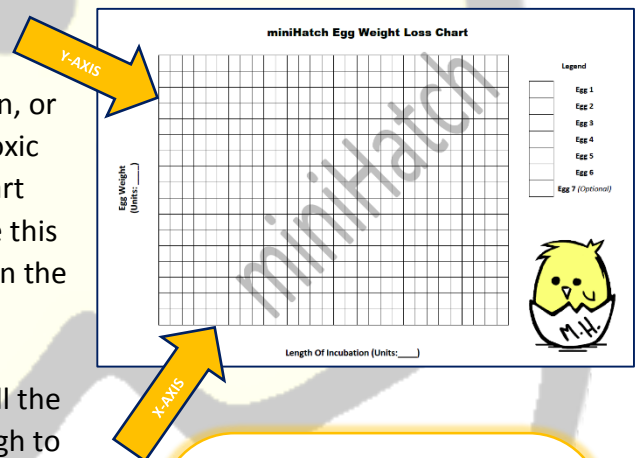 miniHatch Egg Weight Loss Chart
Y-AXIS
Legend
Egg 1
Egg 2
Egg 3
Egg 4
Egg 5
Egg 6
Egg 7 (Optional)
Egg Weight
(Units: ____)
miniHatch
M.H.
Length Of Incubation (Units:____)
X-AXIS
n, or
oxic
art
e this
n the
ll the
gh to